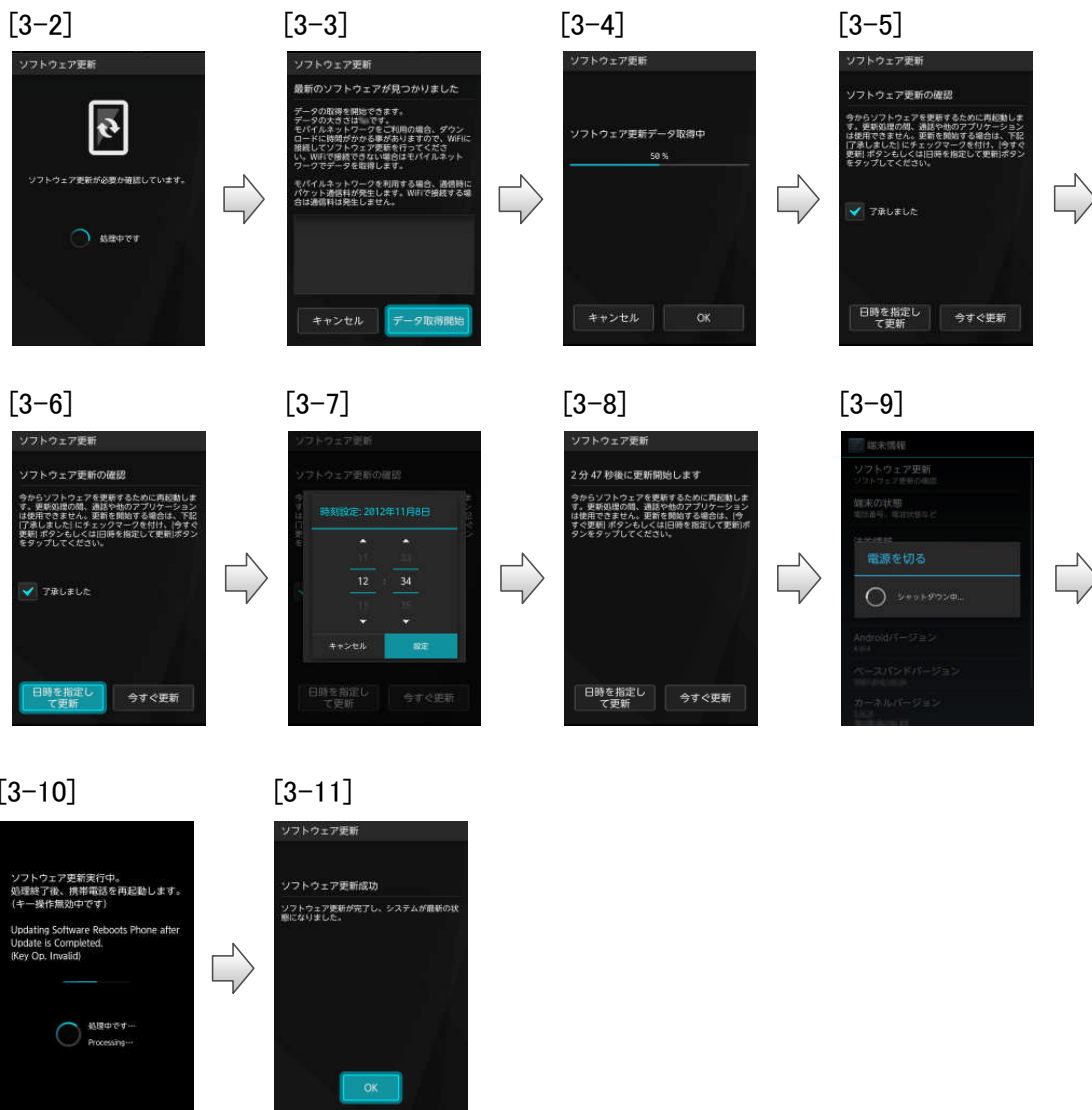 [3-2]
ソフトウェア更新
ソフトウェア更新が必要か確認しています。
処理中です
[3-3]
ソフトウェア更新
最新のソフトウェアが見つかりました
データの取得を開始できます。
データの大きさは です。
モバイルネットワークをご利用の場合、ダウン
ロードに時間がかかる事がありますので、WiFiに
接続してソフトウェア更新を行ってくださ
い。WiFiで接続できない場合はモバイルネット
ワークでデータを取得します。
モバイルネットワークを利用する場合、通信時に
パケット通信料が発生します。WiFiで接続する場
合は通信料は発生しません。
キャンセル
データ取得開始
[3-4]
ソフトウェア更新
ソフトウェア更新データ取得中
50 %
キャンセル
OK
[3-5]
ソフトウェア更新
ソフトウェア更新の確認
今からソフトウェアを更新するために再起動しま
す。更新処理の間、通話や他のアプリケーション
は使用できません。更新を開始する場合は、下記
[了承しました] にチェックマークを付け、[今すぐ
更新] ボタンもしくは[日時を指定して更新]ボタン
をタップしてください。
了承しました
日時を指定し
て更新
今すぐ更新
[3-6]
ソフトウェア更新
ソフトウェア更新の確認
今からソフトウェアを更新するために再起動しま
す。更新処理の間、通話や他のアプリケーション
は使用できません。更新を開始する場合は、下記
[了承しました] にチェックマークを付け、[今すぐ
更新] ボタンもしくは[日時を指定して更新]ボタン
をタップしてください。
了承しました
日時を指定し
て更新
今すぐ更新
[3-7]
ソフトウェア更新
ソフトウェア更新の確認
時刻設定: 2012年11月8日
11 33
12 : 34
13 35
キャンセル
設定
日時を指定し
て更新
今すぐ更新
[3-8]
ソフトウェア更新
2 分 47 秒後に更新開始します
今からソフトウェアを更新するために再起動しま
す。更新処理の間、通話や他のアプリケーション
は使用できません。更新を開始する場合は、[今
すぐ更新] ボタンもしくは[日時を指定して更新]ボ
タンをタップしてください。
日時を指定し
て更新
今すぐ更新
[3-9]
端末情報
ソフトウェア更新
ソフトウェア更新の確認
端末の状態
電話番号、電波状態など
法的情報
電源を切る
シャットダウン中...
Androidバージョン
ベースバンドバージョン
カーネルバージョン
[3-10]
ソフトウェア更新実行中。
処理終了後、携帯電話を再起動します。
(キー操作無効中です)
Updating Software Reboots Phone after
Update is Completed.
(Key Op. Invalid)
処理中です…
Processing…
[3-11]
ソフトウェア更新
ソフトウェア更新成功
ソフトウェア更新が完了し、システムが最新の状
態になりました。
OK